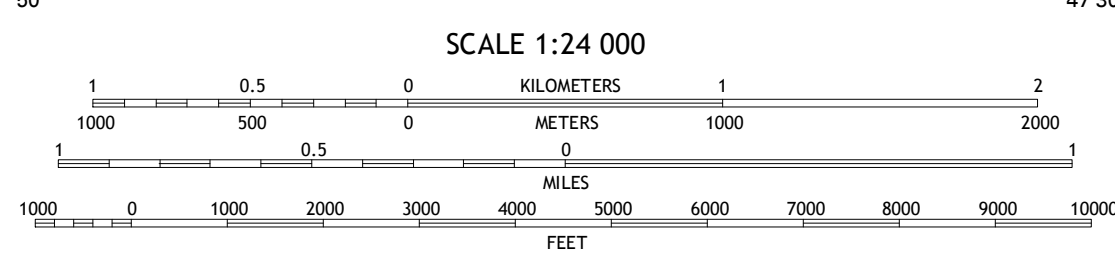 50 47 30
SCALE 1:24 000
1 0.5 0 KILOMETERS 1 2
1000 500 0 METERS 1000 2000
1 0.5 0 1
MILES
1000 0 1000 2000 3000 4000 5000 6000 7000 8000 9000 10000
FEET